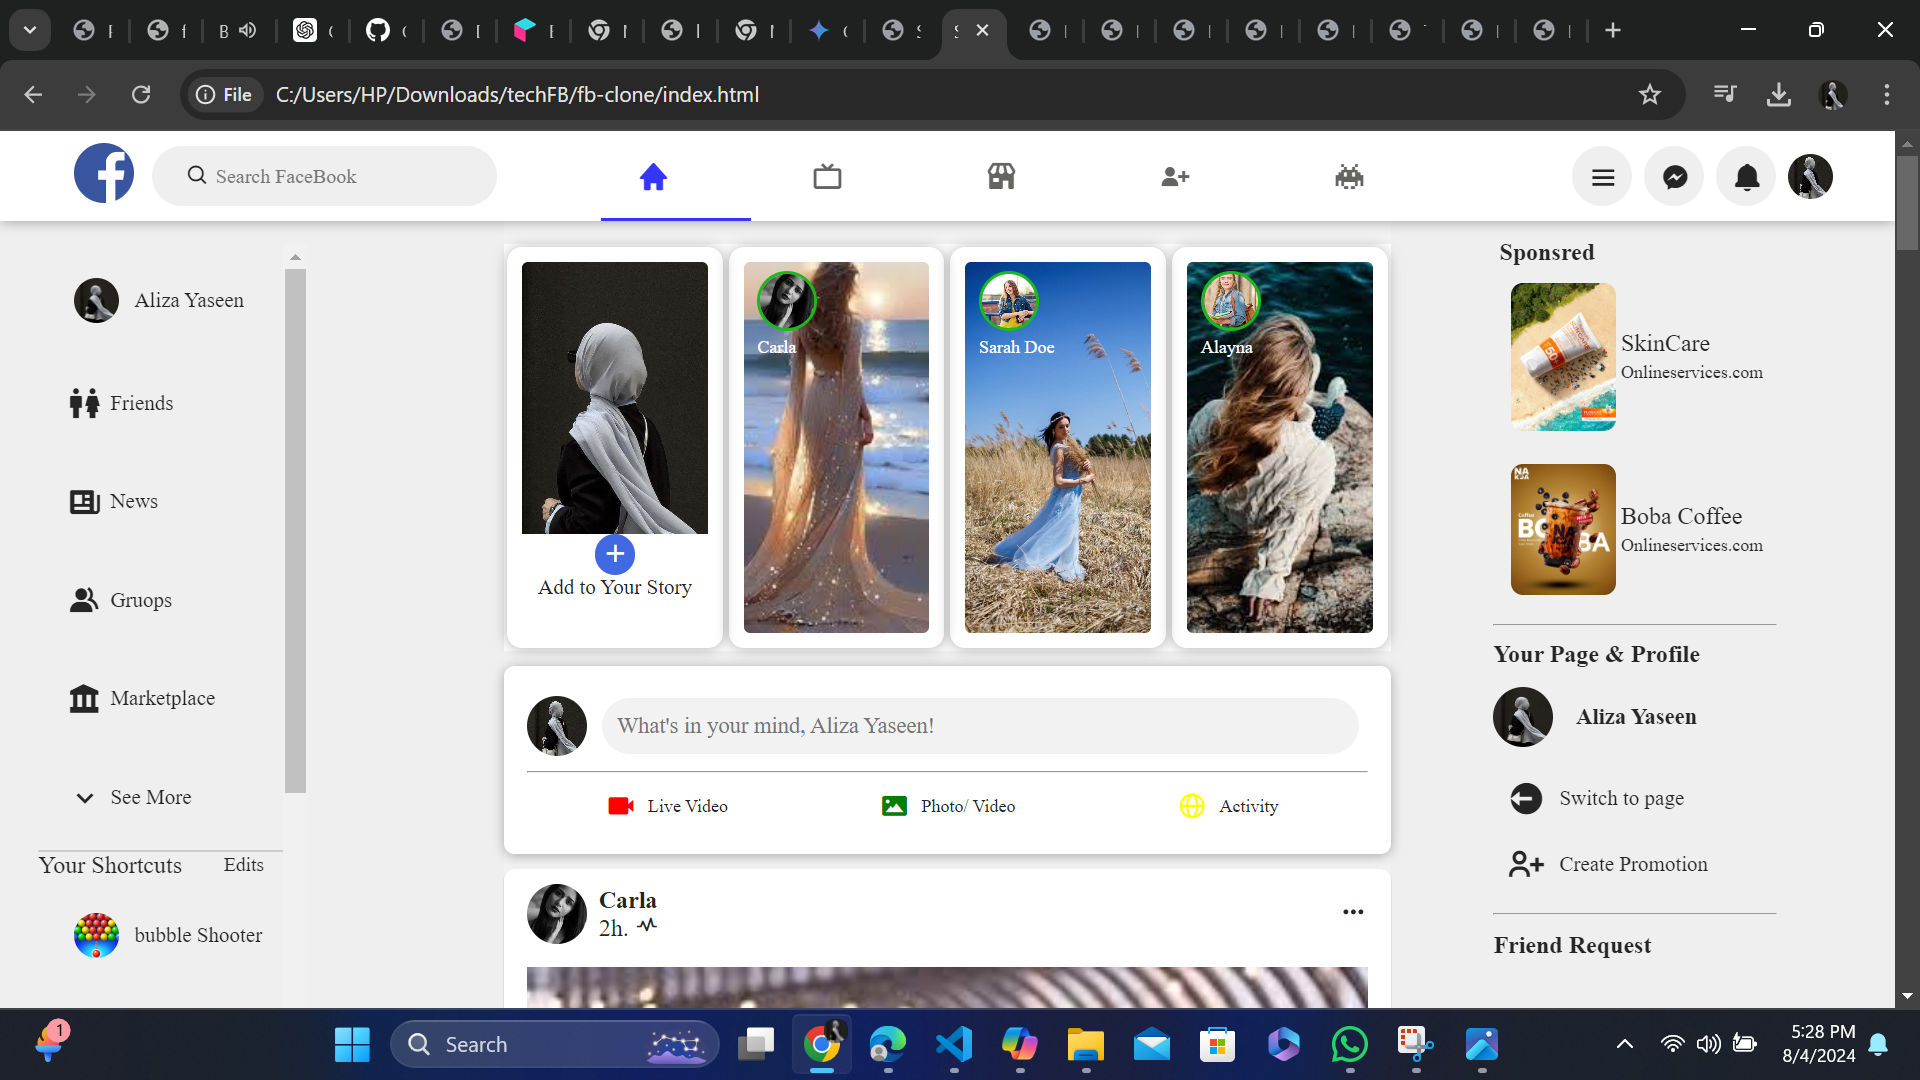 File C:/Users/HP/Downloads/techFB/fb-clone/index.html
Search FaceBook
Aliza Yaseen
Friends
News
Gruops
Marketplace
See More
Your Shortcuts Edits
bubble Shooter
Add to Your Story
Carla
Sarah Doe
Alayna
What's in your mind, Aliza Yaseen!
Live Video
Photo/ Video
Activity
Carla
2h.
Sponsred
SkinCare
Onlineservices.com
Boba Coffee
Onlineservices.com
Your Page & Profile
Aliza Yaseen
Switch to page
Create Promotion
Friend Request
1
Search
5:28 PM
8/4/2024